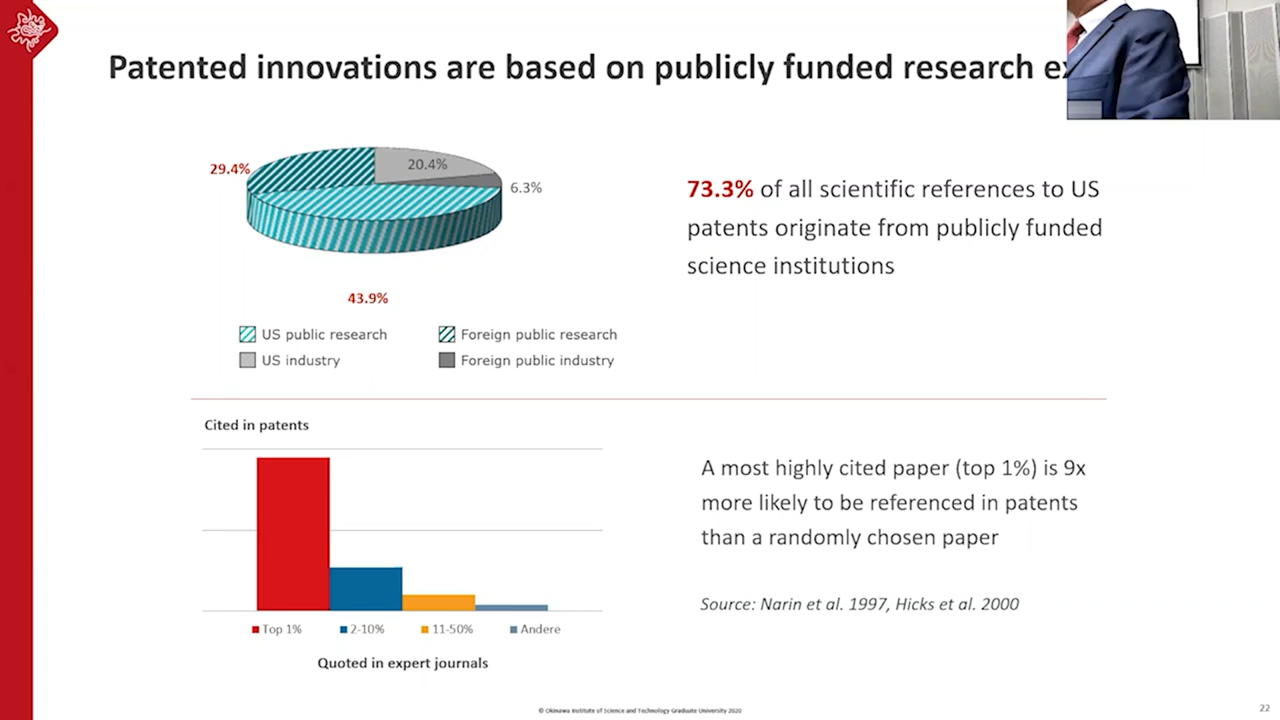 Patented innovations are based on publicly funded research
29.4%
20.4%
6.3%
43.9%
US public research
Foreign public research
US industry
Foreign public industry
73.3% of all scientific references to US
patents originate from publicly funded
science institutions
Cited in patents
Top 1%
2-10%
11-50%
Andere
Quoted in expert journals
A most highly cited paper (top 1%) is 9x
more likely to be referenced in patents
than a randomly chosen paper
Source: Narin et al. 1997, Hicks et al. 2000
© Okinawa Institute of Science and Technology Graduate University 2020
22